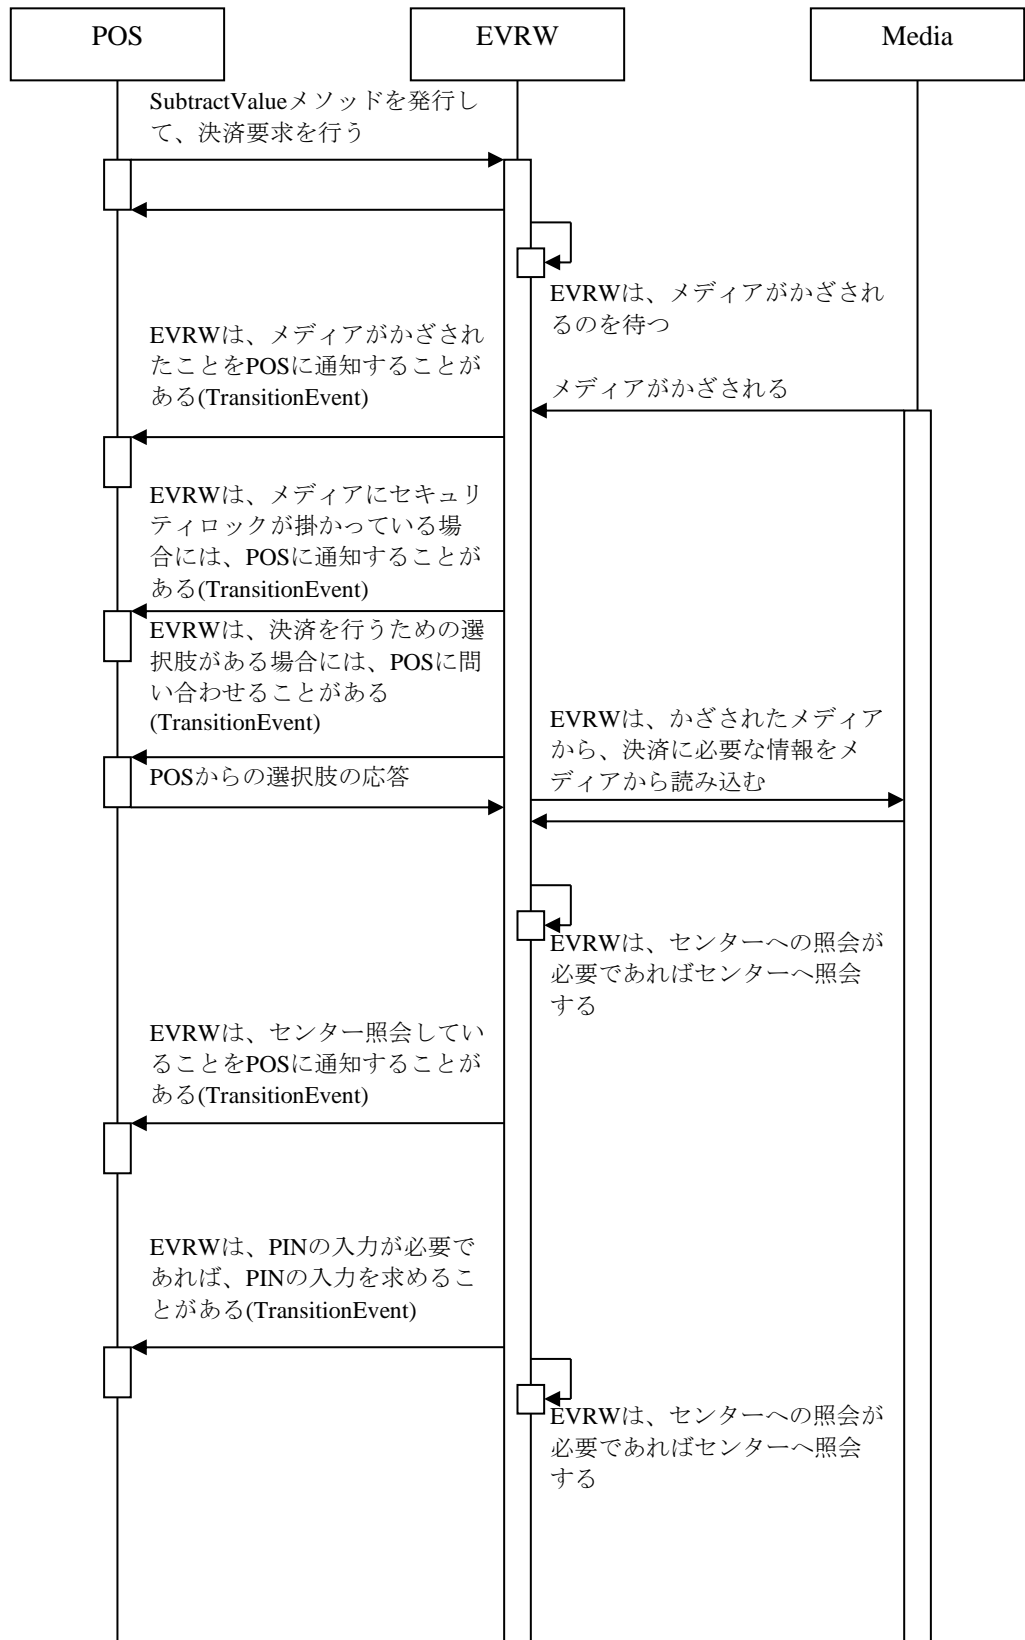 POS
EVRW
Media
SubtractValueメソッドを発行し
て、決済要求を行う
EVRWは、メディアがかざされ
るのを待つ
EVRWは、メディアがかざされ
たことをPOSに通知することが
ある(TransitionEvent)
メディアがかざされる
EVRWは、メディアにセキュリ
ティロックが掛かっている場
合には、POSに通知することが
ある(TransitionEvent)
EVRWは、決済を行うための選
択肢がある場合には、POSに問
い合わせることがある
(TransitionEvent)
EVRWは、かざされたメディア
から、決済に必要な情報をメ
ディアから読み込む
POSからの選択肢の応答
EVRWは、センターへの照会が
必要であればセンターへ照会
する
EVRWは、センター照会してい
ることをPOSに通知することが
ある(TransitionEvent)
EVRWは、PINの入力が必要で
あれば、PINの入力を求めるこ
とがある(TransitionEvent)
EVRWは、センターへの照会が
必要であればセンターへ照会
する